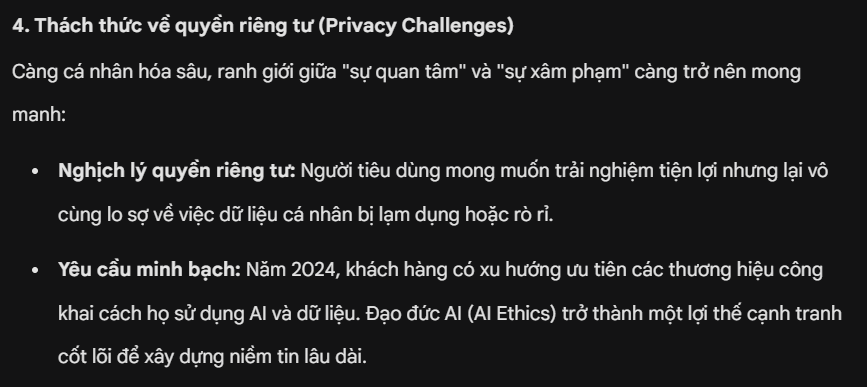 4. Thách thức về quyền riêng tư (Privacy Challenges)
Càng cá nhân hóa sâu, ranh giới giữa "sự quan tâm" và "sự xâm phạm" càng trở nên mong
manh:
• Nghịch lý quyền riêng tư: Người tiêu dùng mong muốn trải nghiệm tiện lợi nhưng lại vô
cùng lo sợ về việc dữ liệu cá nhân bị lạm dụng hoặc rò rỉ.
• Yêu cầu minh bạch: Năm 2024, khách hàng có xu hướng ưu tiên các thương hiệu công
khai cách họ sử dụng AI và dữ liệu. Đạo đức AI (AI Ethics) trở thành một lợi thế cạnh tranh
cốt lõi để xây dựng niềm tin lâu dài.